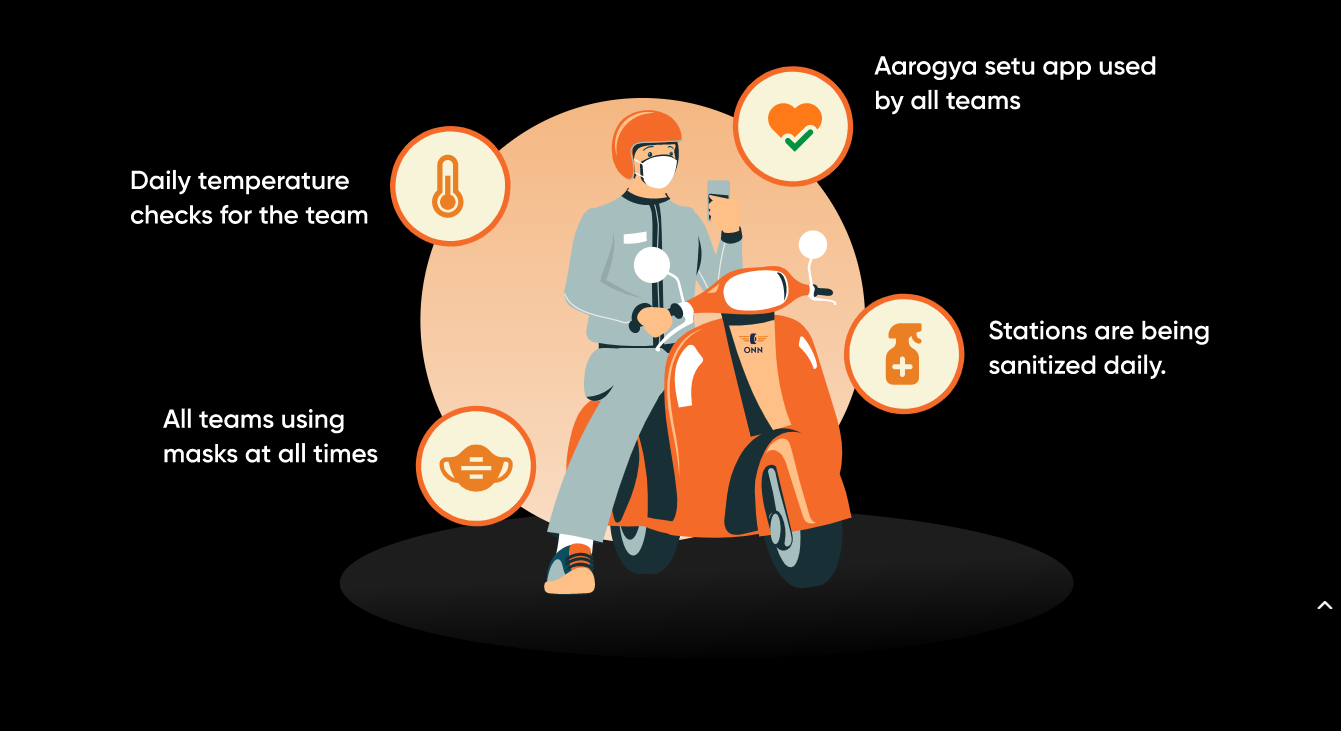 Aarogya setu app used
by all teams
Daily temperature
checks for the team
Stations are being
sanitized daily.
ONN
All teams using
masks at all times